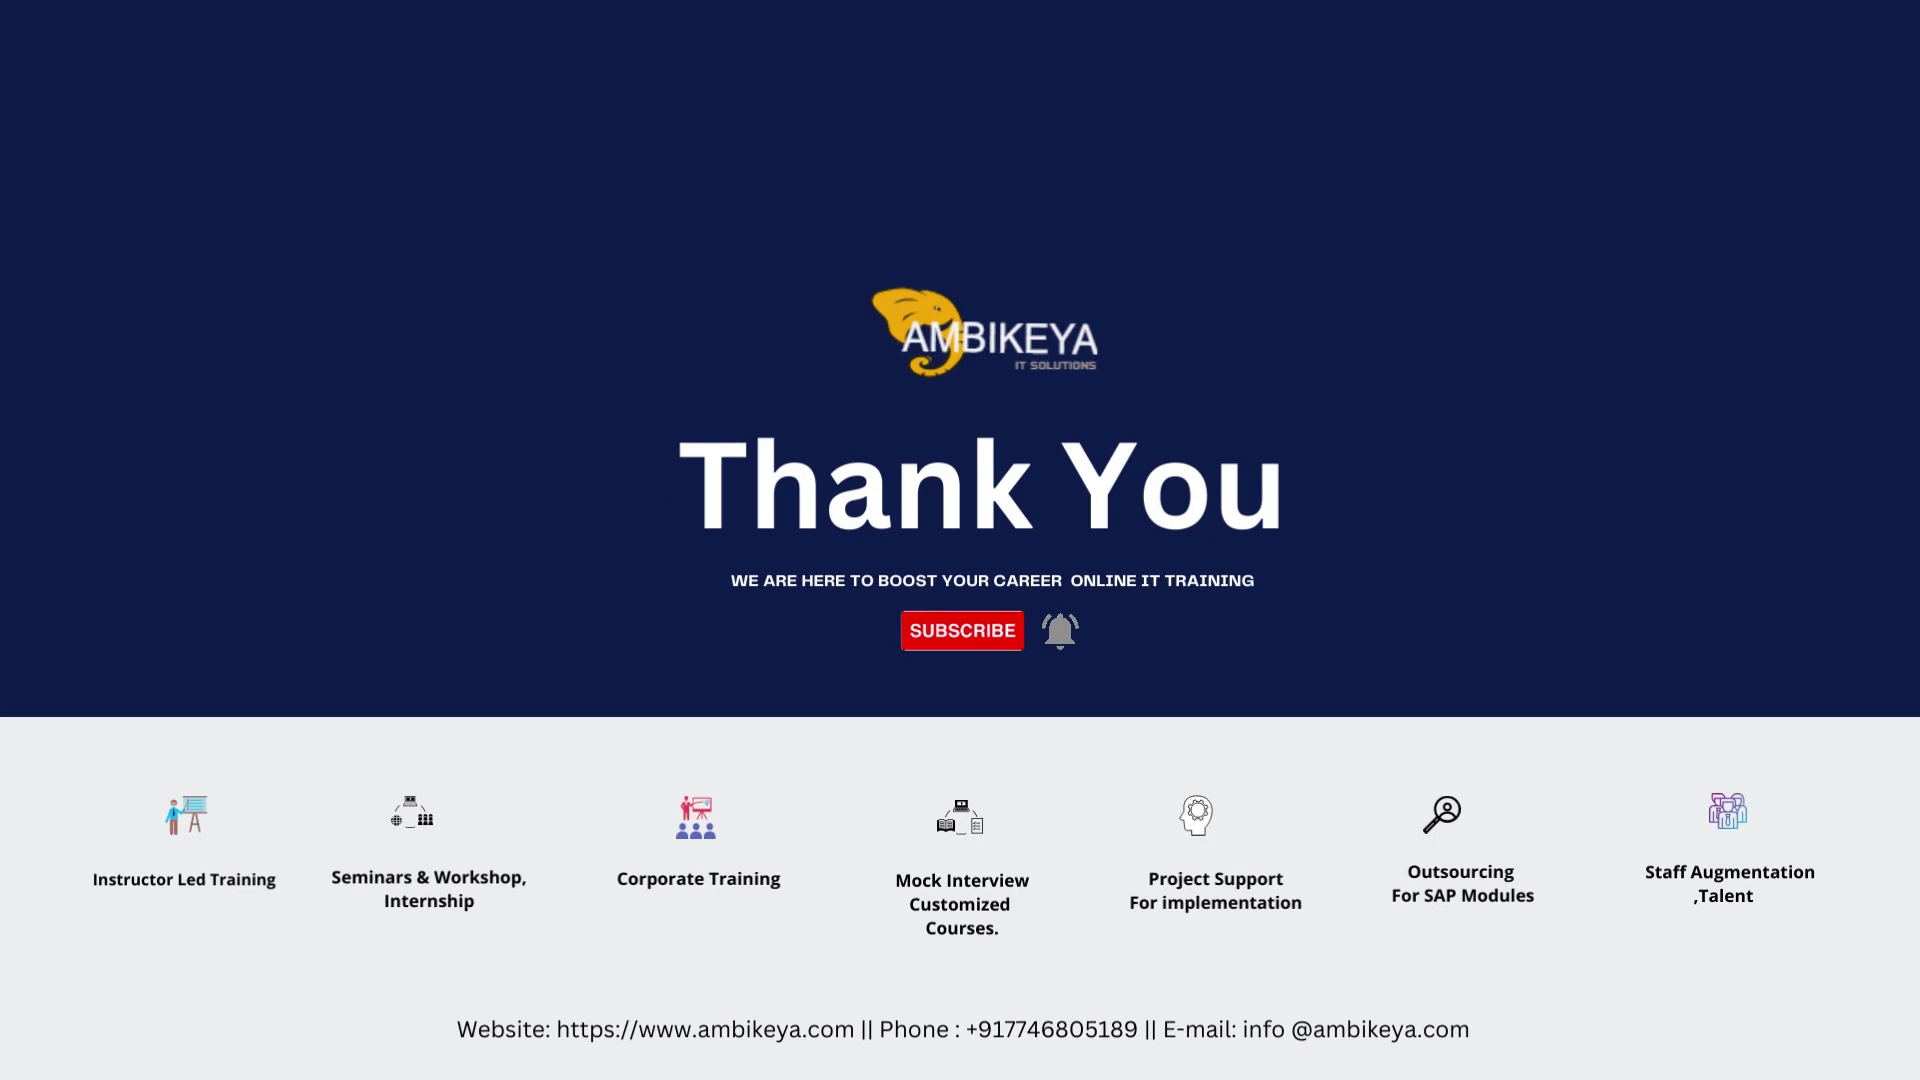 AMBIKEYA
IT SOLUTIONS
Thank You
WE ARE HERE TO BOOST YOUR CAREER  ONLINE IT TRAINING
SUBSCRIBE
Instructor Led Training
Seminars & Workshop,
Internship
Corporate Training
Mock Interview
Customized
Courses.
Project Support
For implementation
Outsourcing
For SAP Modules
Staff Augmentation
,Talent
Website: https://www.ambikeya.com || Phone : +917746805189 || E-mail: info @ambikeya.com